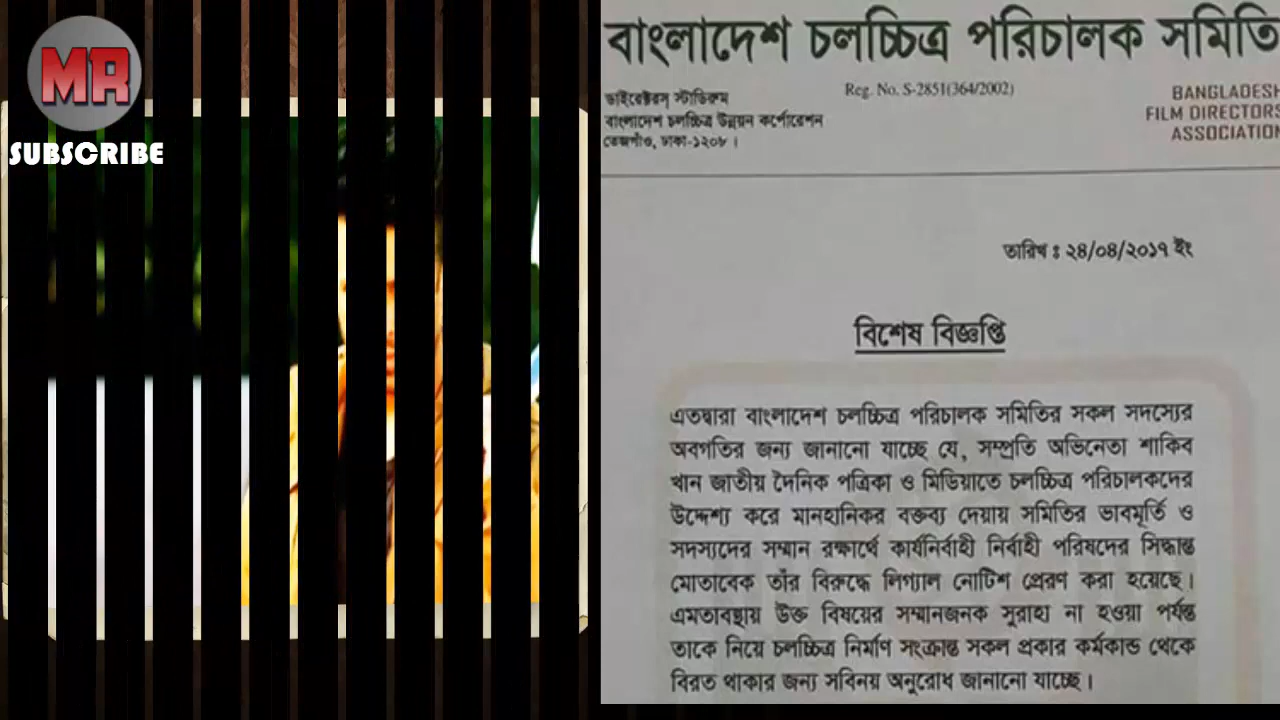 MR
SUBSCRIBE
বাংলাদেশ চলচ্চিত্র পরিচালক সমিতি
Reg. No. S-2851(364/2002)
ডাইরেক্টরস্ স্টাডিরুম
বাংলাদেশ চলচ্চিত্র উন্নয়ন কর্পোরেশন
তেজগাঁও, ঢাকা-১২০৮ ।
BANGLADESH
FILM DIRECTORS
ASSOCIATION
তারিখ ঃ ২৪/০৪/২০১৭ ইং
বিশেষ বিজ্ঞপ্তি
এতদ্বারা বাংলাদেশ চলচ্চিত্র পরিচালক সমিতির সকল সদস্যের
অবগতির জন্য জানানো যাচ্ছে যে, সম্প্রতি অভিনেতা শাকিব
খান জাতীয় দৈনিক পত্রিকা ও মিডিয়াতে চলচ্চিত্র পরিচালকদের
উদ্দেশ্য করে মানহানিকর বক্তব্য দেয়ায় সমিতির ভাবমূর্তি ও
সদস্যদের সম্মান রক্ষার্থে কার্যনির্বাহী নির্বাহী পরিষদের সিদ্ধান্ত
মোতাবেক তাঁর বিরুদ্ধে লিগ্যাল নোটিশ প্রেরণ করা হয়েছে।
এমতাবস্থায় উক্ত বিষয়ের সম্মানজনক সুরাহা না হওয়া পর্যন্ত
তাকে নিয়ে চলচ্চিত্র নির্মাণ সংক্রান্ত সকল প্রকার কর্মকান্ড থেকে
বিরত থাকার জন্য সবিনয় অনুরোধ জানানো যাচ্ছে।